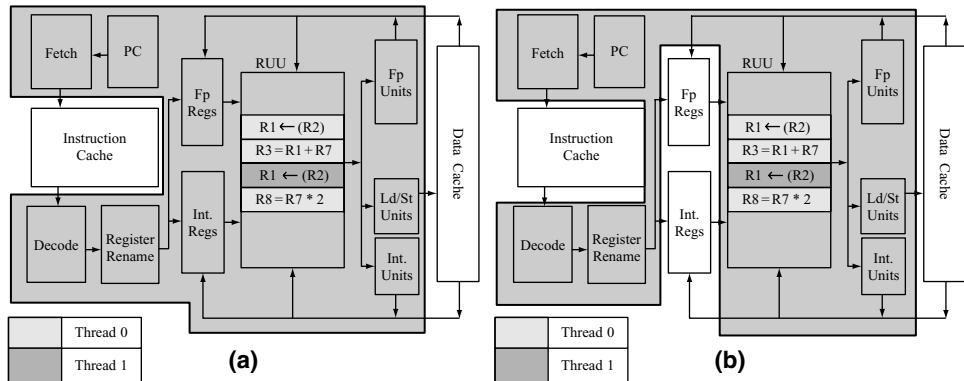 Fetch
PC
Instruction
Cache
Decode
Register
Rename
Fp
Regs
Int.
Regs
RUU
R1 ← (R2)
R3 = R1 + R7
R1 ← (R2)
R8 = R7 * 2
Fp
Units
Ld/St
Units
Int.
Units
Data Cache
Thread 0
Thread 1
(a)
Fetch
PC
Instruction
Cache
Decode
Register
Rename
Fp
Regs
Int.
Regs
RUU
R1 ← (R2)
R3 = R1 + R7
R1 ← (R2)
R8 = R7 * 2
Fp
Units
Ld/St
Units
Int.
Units
Data Cache
Thread 0
Thread 1
(b)